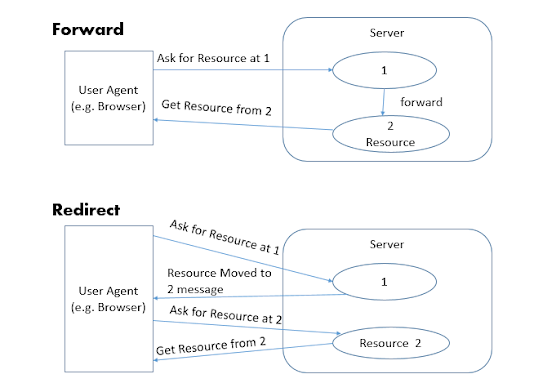 Forward
Server
Ask for Resource at 1
1
User Agent
(e.g. Browser)
forward
Get Resource from 2
2
Resource
Redirect
Ask for Resource at 1
Server
Resource Moved to
2 message
1
User Agent
(e.g. Browser)
Ask for Resource at 2
Get Resource from 2
Resource 2